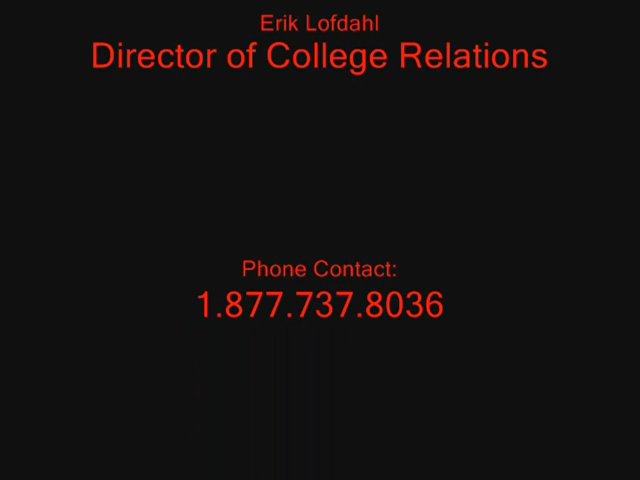 Erik Lofdahl
Director of College Relations
Phone Contact:
1.877.737.8036